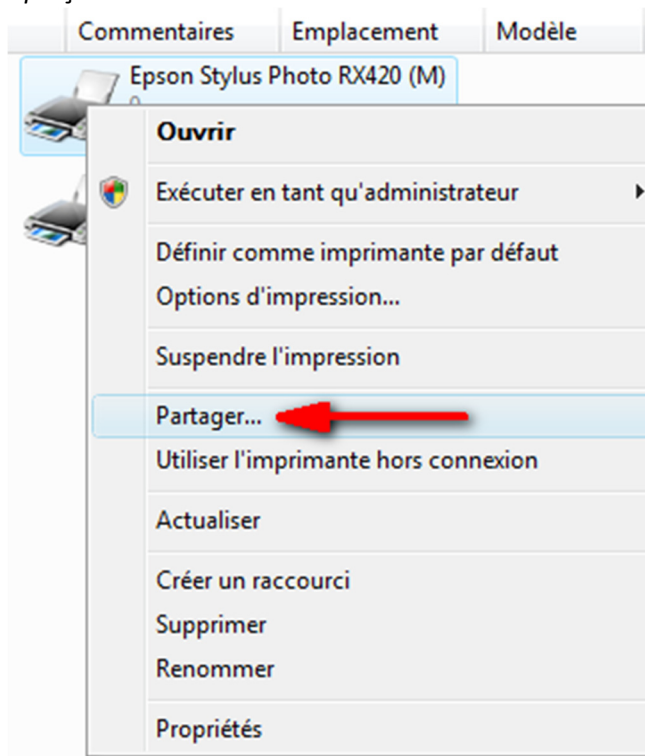 Commentaires Emplacement Modèle
Epson Stylus Photo RX420 (M)
0
Ouvrir
Exécuter en tant qu'administrateur
Définir comme imprimante par défaut
Options d'impression...
Suspendre l'impression
Partager...
Utiliser l'imprimante hors connexion
Actualiser
Créer un raccourci
Supprimer
Renommer
Propriétés